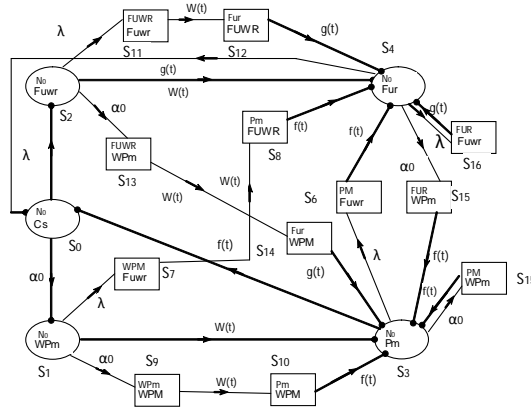 FUWR
Fuwr
W(t)
Fur
FUWR
λ
g(t)
S11
S12
S4
No
Fuwr
g(t)
W(t)
No
Fur
S2
α0
Pm
FUWR
f(t)
f(t)
g(t)
λ
FUR
Fuwr
S16
FUWR
WPm
S8
α0
λ
S13
W(t)
W(t)
S6
PM
Fuwr
FUR
WPm
S15
No
Cs
S0
Fur
WPM
α0
WPM
Fuwr
S7
f(t)
S14
g(t)
λ
f(t)
f(t)
PM
WPm
S15
λ
No
WPm
W(t)
No
Pm
α0
S1
α0
S9
S10
S3
WPm
WPM
W(t)
Pm
WPM
f(t)